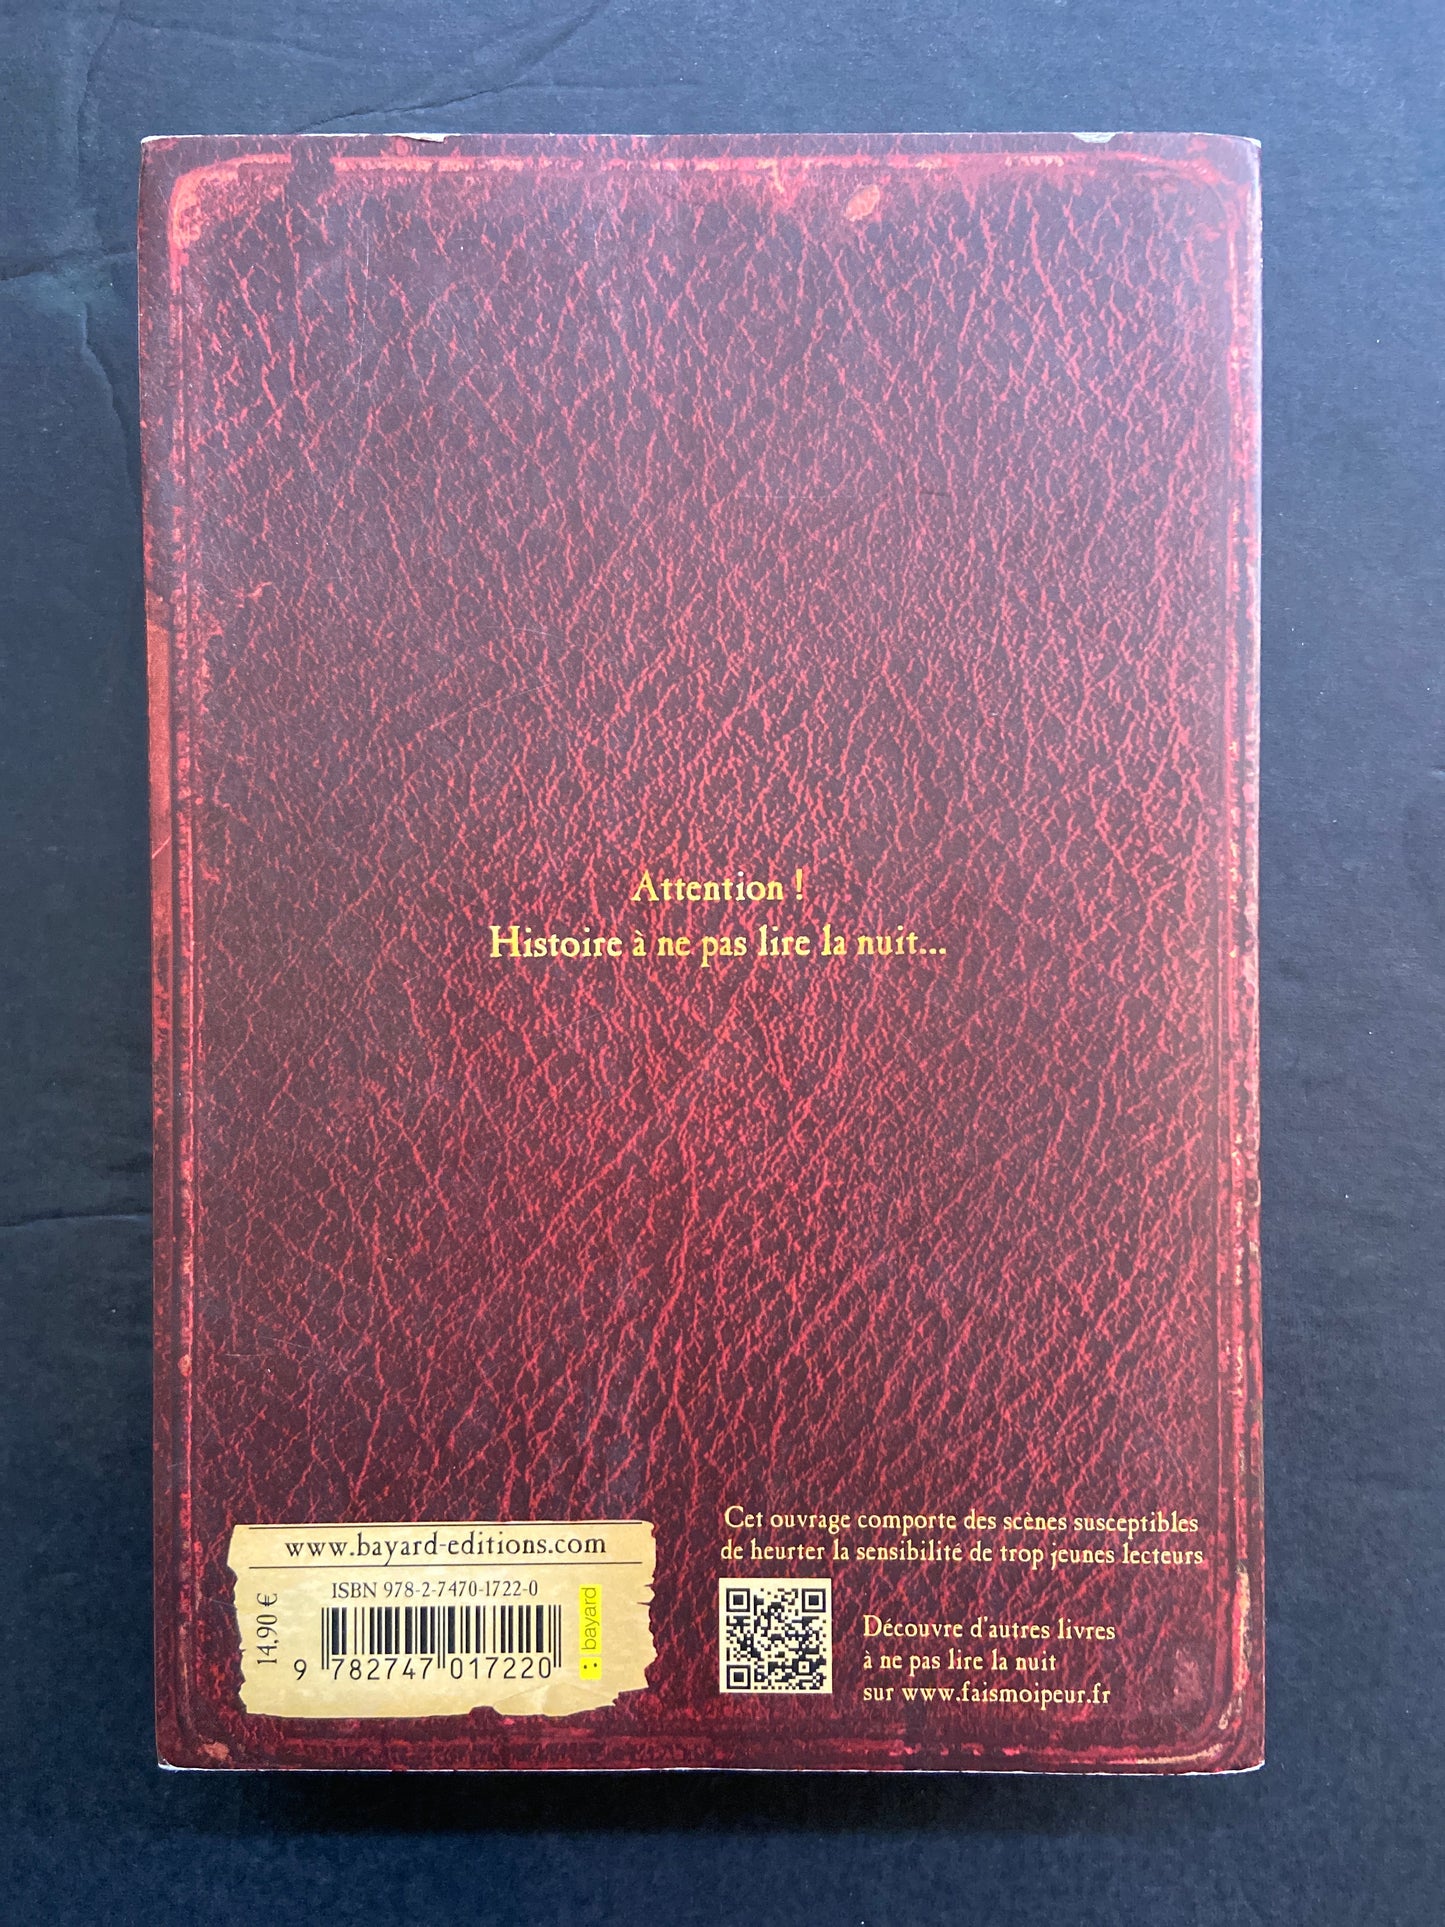 Attention !
Histoire à ne pas lire la nuit...
www.bayard-editions.com
ISBN 978-2-7470-1722-0
14,90 €
bayard
9 782747 017220
Cet ouvrage comporte des scènes susceptibles
de heurter la sensibilité de trop jeunes lecteurs
Découvre d'autres livres
à ne pas lire la nuit
sur www.faismoipeur.fr